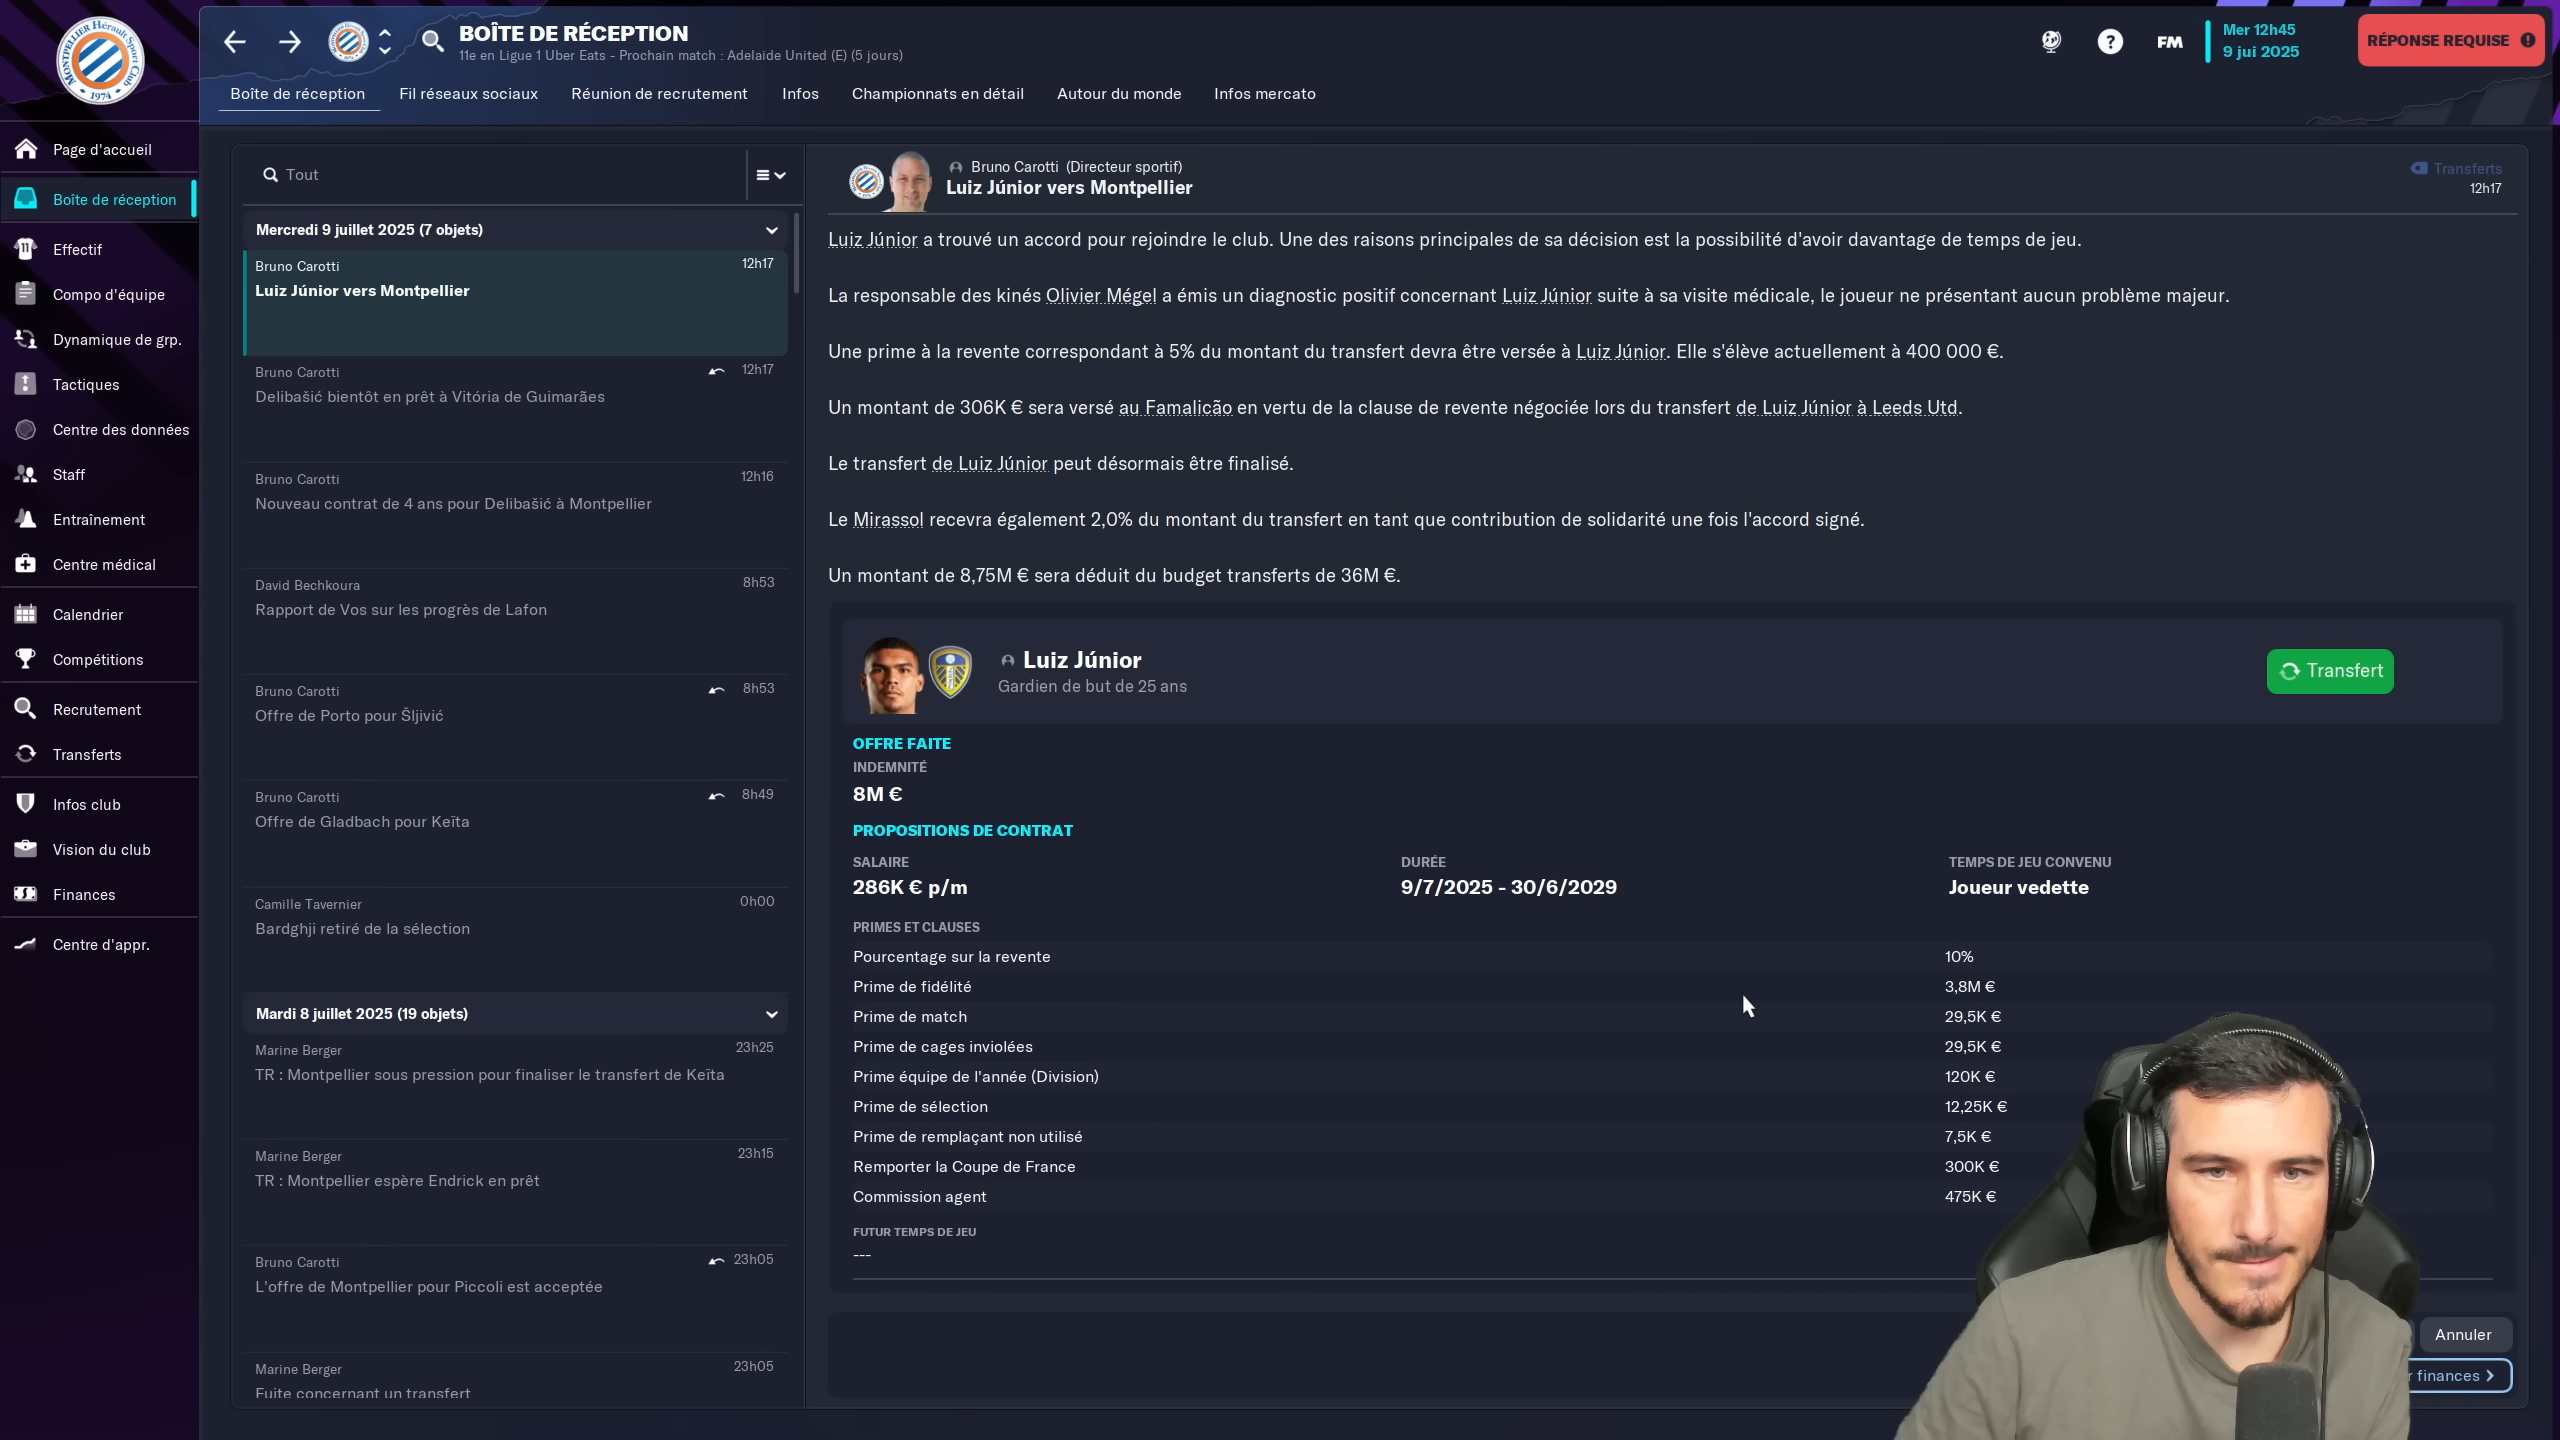 MONTPELLIER Hérault Sport Club
1974
BOÎTE DE RÉCEPTION
11e en Ligue 1 Uber Eats - Prochain match : Adelaide United (E) (5 jours)
FM
Mer 12h45
9 jui 2025
RÉPONSE REQUISE
Boîte de réception
Fil réseaux sociaux
Réunion de recrutement
Infos
Championnats en détail
Autour du monde
Infos mercato
Page d'accueil
Boîte de réception
Effectif
Compo d'équipe
Dynamique de grp.
Tactiques
Centre des données
Staff
Entraînement
Centre médical
Calendrier
Compétitions
Recrutement
Transferts
Infos club
Vision du club
Finances
Centre d'appr.
Tout
Mercredi 9 juillet 2025 (7 objets)
Bruno Carotti 12h17
Luiz Júnior vers Montpellier
Bruno Carotti 12h17
Delibašić bientôt en prêt à Vitória de Guimarães
Bruno Carotti 12h16
Nouveau contrat de 4 ans pour Delibašić à Montpellier
David Bechkoura 8h53
Rapport de Vos sur les progrès de Lafon
Bruno Carotti 8h53
Offre de Porto pour Šljivić
Bruno Carotti 8h49
Offre de Gladbach pour Keïta
Camille Tavernier 0h00
Bardghji retiré de la sélection
Mardi 8 juillet 2025 (19 objets)
Marine Berger 23h25
TR : Montpellier sous pression pour finaliser le transfert de Keïta
Marine Berger 23h15
TR : Montpellier espère Endrick en prêt
Bruno Carotti 23h05
L'offre de Montpellier pour Piccoli est acceptée
Marine Berger 23h05
Fuite concernant un transfert
Bruno Carotti (Directeur sportif)
Luiz Júnior vers Montpellier
Transferts
12h17
Luiz Júnior a trouvé un accord pour rejoindre le club. Une des raisons principales de sa décision est la possibilité d'avoir davantage de temps de jeu.
La responsable des kinés Olivier Mégel a émis un diagnostic positif concernant Luiz Júnior suite à sa visite médicale, le joueur ne présentant aucun problème majeur.
Une prime à la revente correspondant à 5% du montant du transfert devra être versée à Luiz Júnior. Elle s'élève actuellement à 400 000 €.
Un montant de 306K € sera versé au Famalicão en vertu de la clause de revente négociée lors du transfert de Luiz Júnior à Leeds Utd.
Le transfert de Luiz Júnior peut désormais être finalisé.
Le Mirassol recevra également 2,0% du montant du transfert en tant que contribution de solidarité une fois l'accord signé.
Un montant de 8,75M € sera déduit du budget transferts de 36M €.
Luiz Júnior
Gardien de but de 25 ans
Transfert
OFFRE FAITE
INDEMNITÉ
8M €
PROPOSITIONS DE CONTRAT
SALAIRE DURÉE TEMPS DE JEU CONVENU
286K € p/m 9/7/2025 - 30/6/2029 Joueur vedette
PRIMES ET CLAUSES
Pourcentage sur la revente 10%
Prime de fidélité 3,8M €
Prime de match 29,5K €
Prime de cages inviolées 29,5K €
Prime équipe de l'année (Division) 120K €
Prime de sélection 12,25K €
Prime de remplaçant non utilisé 7,5K €
Remporter la Coupe de France 300K €
Commission agent 475K €
FUTUR TEMPS DE JEU
---
Annuler
r finances